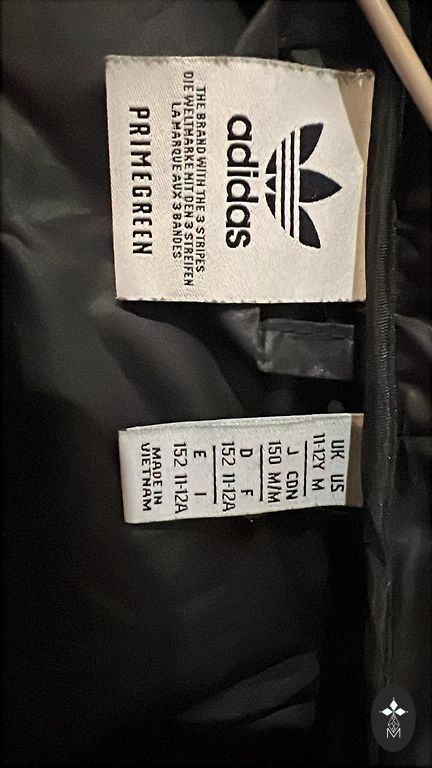 adidas
THE BRAND WITH THE 3 STRIPES
DIE WELTMARKE MIT DEN 3 STREIFEN
LA MARQUE AUX 3 BANDES
PRIMEGREEN
UK US
11-12Y M
J CDN
150 M/M
D F
152 11-12A
E I
152 11-12A
MADE IN
VIETNAM
M